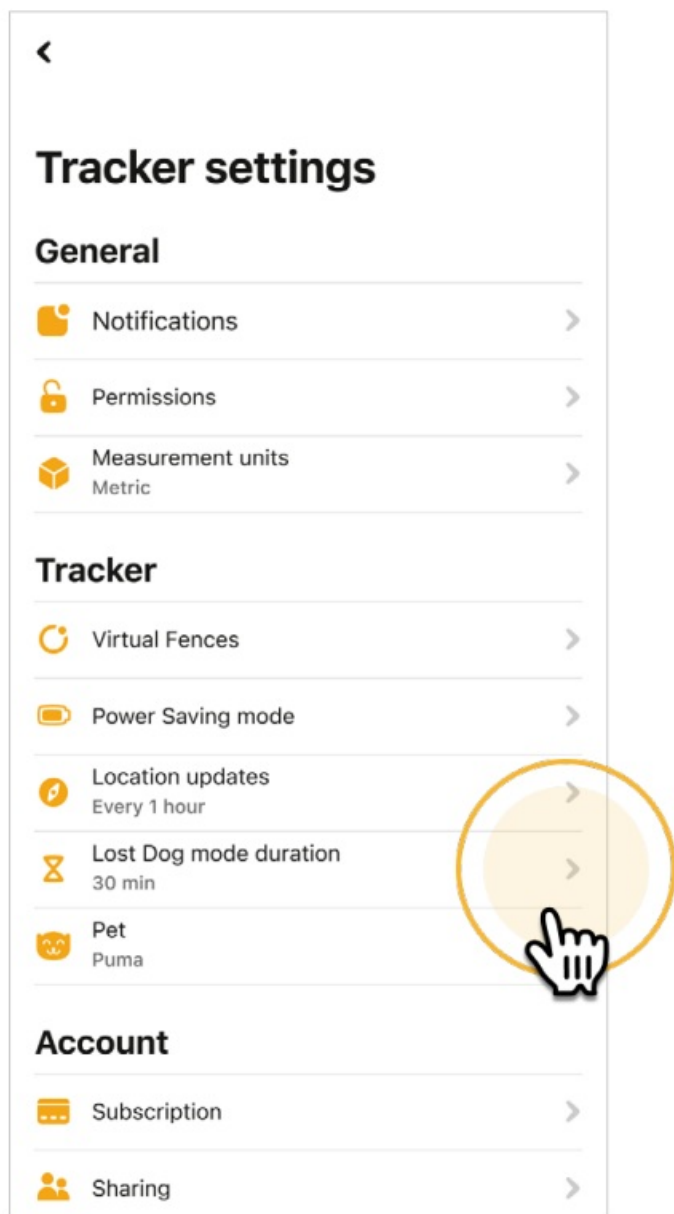 Tracker settings
General
Notifications
Permissions
Measurement units
Metric
Tracker
Virtual Fences
Power Saving mode
Location updates
Every 1 hour
Lost Dog mode duration
30 min
Pet
Puma
Account
Subscription
Sharing